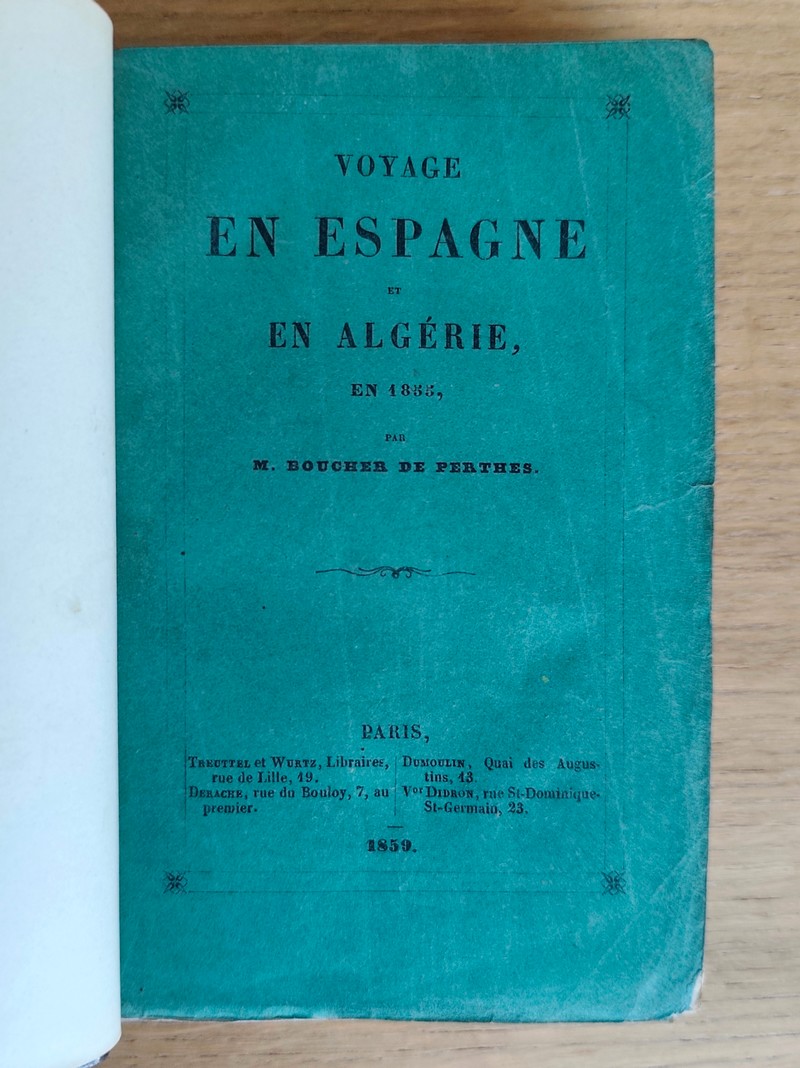 VOYAGE
EN ESPAGNE
ET
EN ALGÉRIE,
EN 1855,
PAR
M. BOUCHER DE PERTHES.
PARIS,
TREUTTEL et WURTZ, Libraires,
rue de Lille, 19.
DERACHE, rue du Bouloy, 7, au
premier.
DUMOULIN, Quai des Augus-
tins, 13.
Vor DIDRON, rue St-Dominique-
St-Germain, 23.
1859.